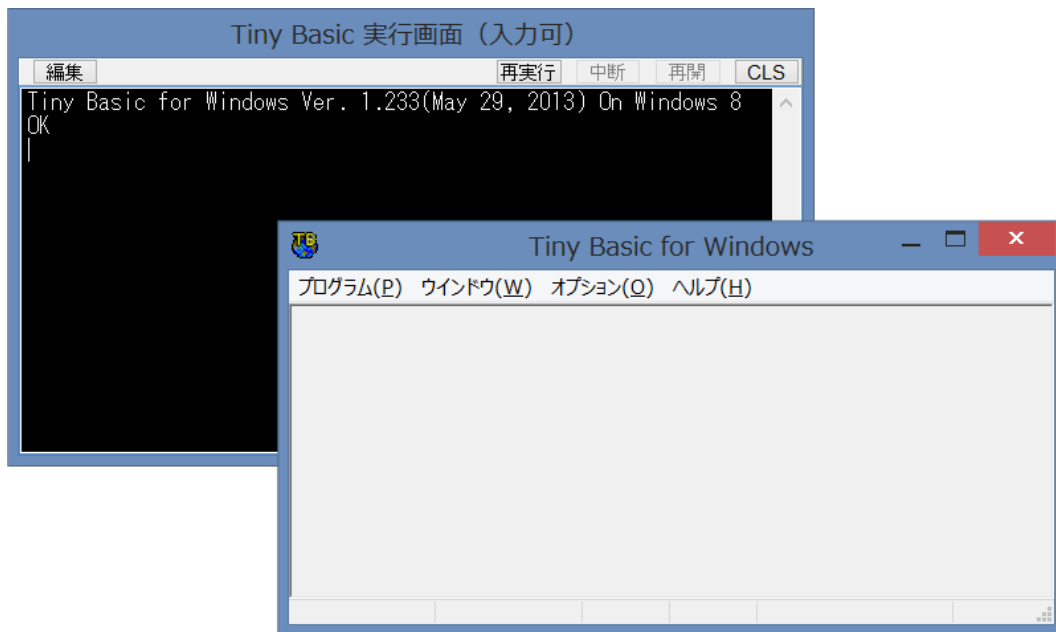 Tiny Basic 実行画面（入力可）
編集 再実行 中断 再開 CLS
Tiny Basic for Windows Ver. 1.233(May 29, 2013) On Windows 8
OK
TB
Tiny Basic for Windows
プログラム(P) ウインドウ(W) オプション(O) ヘルプ(H)